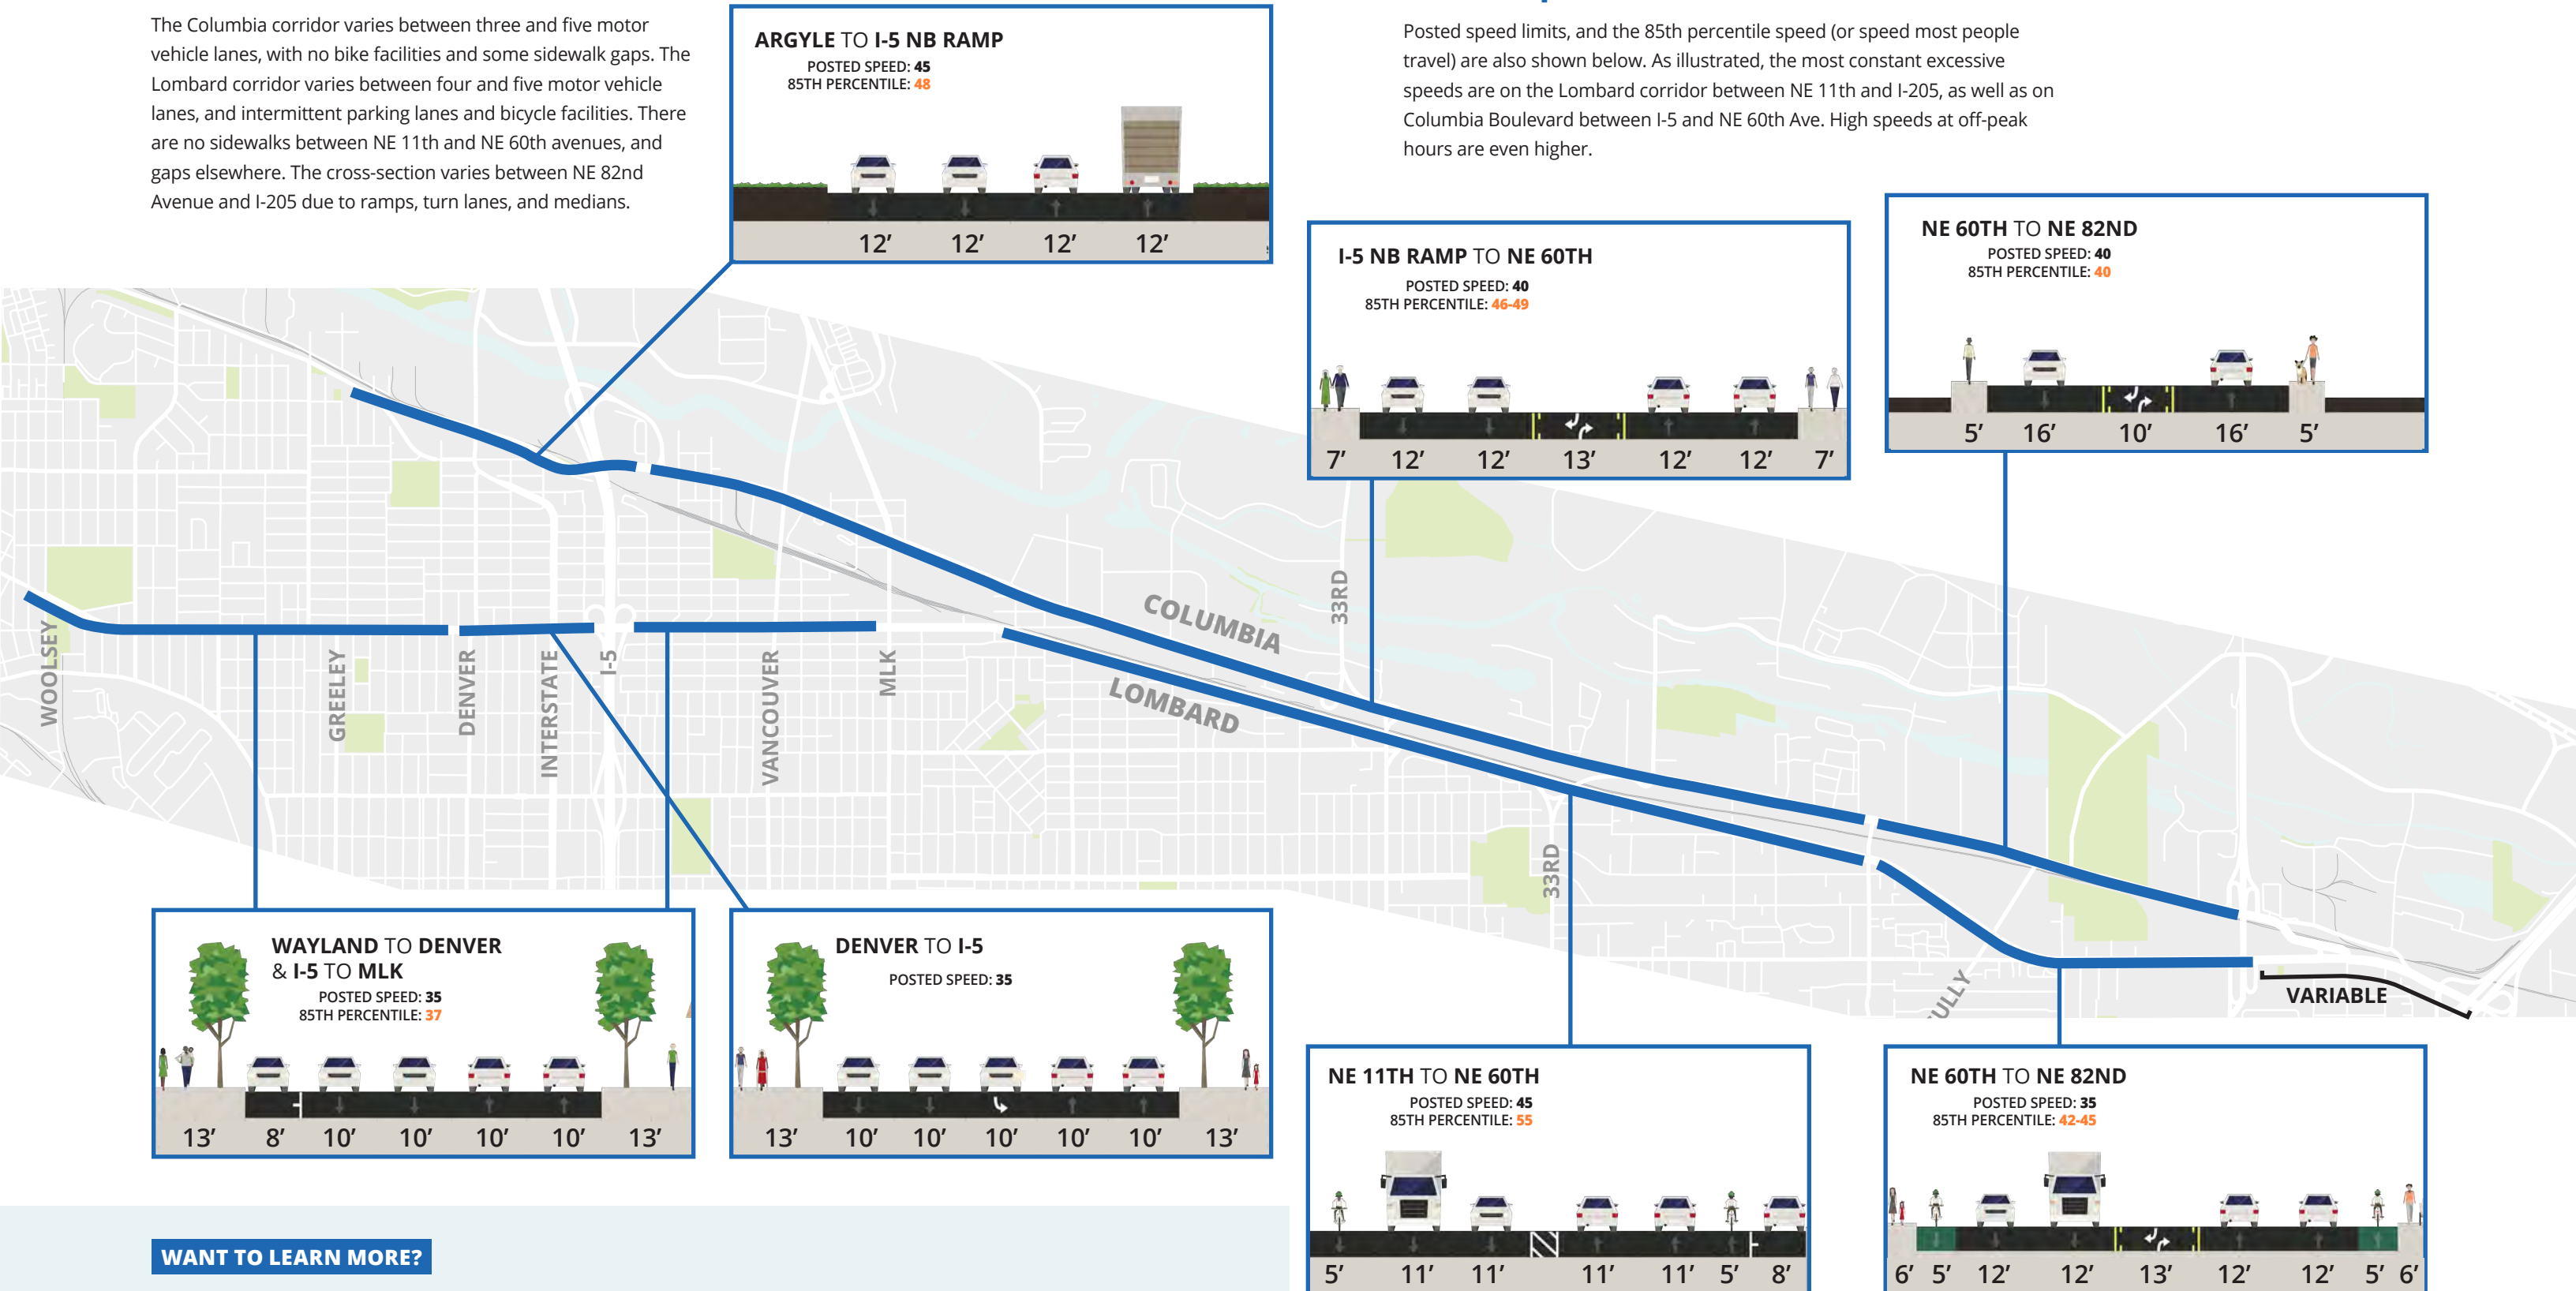 The Columbia corridor varies between three and five motor
vehicle lanes, with no bike facilities and some sidewalk gaps. The
Lombard corridor varies between four and five motor vehicle
lanes, and intermittent parking lanes and bicycle facilities. There
are no sidewalks between NE 11th and NE 60th avenues, and
gaps elsewhere. The cross-section varies between NE 82nd
Avenue and I-205 due to ramps, turn lanes, and medians.
ARGYLE TO I-5 NB RAMP
POSTED SPEED: 45
85TH PERCENTILE: 48
12’ 12’ 12’ 12’
Posted speed limits, and the 85th percentile speed (or speed most people
travel) are also shown below. As illustrated, the most constant excessive
speeds are on the Lombard corridor between NE 11th and I-205, as well as on
Columbia Boulevard between I-5 and NE 60th Ave. High speeds at off-peak
hours are even higher.
I-5 NB RAMP TO NE 60TH
POSTED SPEED: 40
85TH PERCENTILE: 46-49
7’ 12’ 12’ 13’ 12’ 12’ 7’
NE 60TH TO NE 82ND
POSTED SPEED: 40
85TH PERCENTILE: 40
5’ 16’ 10’ 16’ 5’
WOOLSEY
GREELEY
DENVER
INTERSTATE
I-5
VANCOUVER
MLK
COLUMBIA
LOMBARD
33RD
33RD
ULLY
VARIABLE
WAYLAND TO DENVER
& I-5 TO MLK
POSTED SPEED: 35
85TH PERCENTILE: 37
13’ 8’ 10’ 10’ 10’ 10’ 13’
DENVER TO I-5
POSTED SPEED: 35
13’ 10’ 10’ 10’ 10’ 10’ 13’
NE 11TH TO NE 60TH
POSTED SPEED: 45
85TH PERCENTILE: 55
5’ 11’ 11’ 11’ 11’ 5’ 8’
NE 60TH TO NE 82ND
POSTED SPEED: 35
85TH PERCENTILE: 42-45
6’ 5’ 12’ 12’ 13’ 12’ 12’ 5’ 6’
WANT TO LEARN MORE?